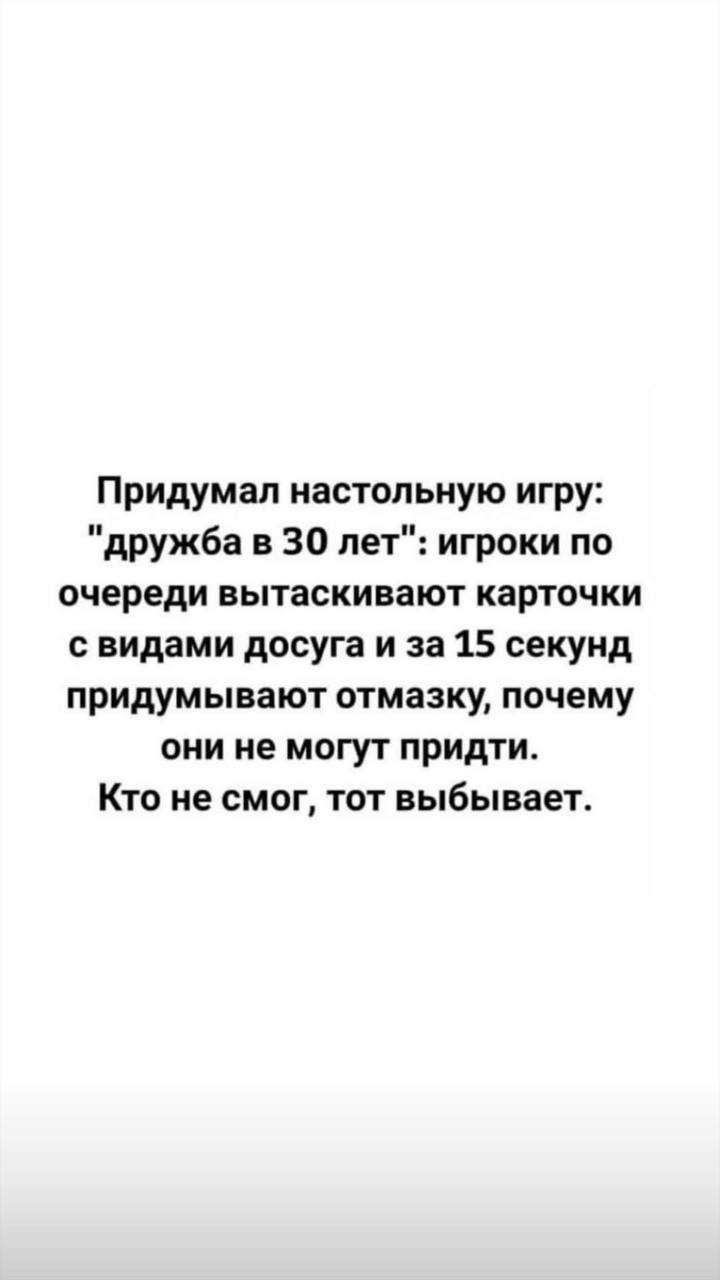 Придумал настольную игру:
"дружба в 30 лет": игроки по
очереди вытаскивают карточки
с видами досуга и за 15 секунд
придумывают отмазку, почему
они не могут придти.
Кто не смог, тот выбывает.